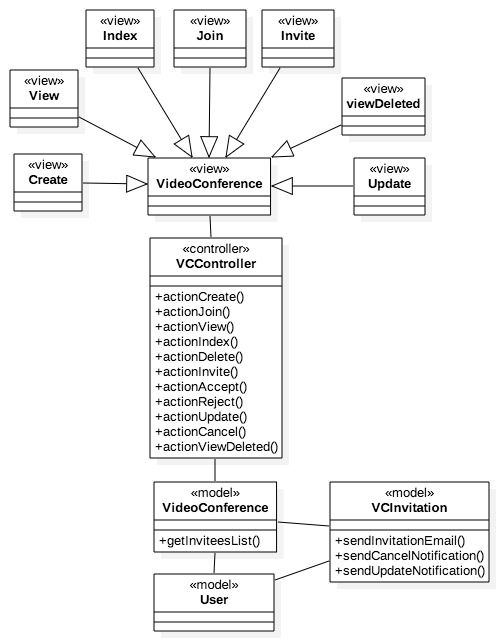 «view»
Index
«view»
Join
«view»
Invite
«view»
View
«view»
viewDeleted
«view»
Create
«view»
VideoConference
«view»
Update
«controller»
VCController
+actionCreate()
+actionJoin()
+actionView()
+actionIndex()
+actionDelete()
+actionInvite()
+actionAccept()
+actionReject()
+actionUpdate()
+actionCancel()
+actionViewDeleted()
«model»
VideoConference
+getInviteesList()
«model»
VCInvitation
+sendInvitationEmail()
+sendCancelNotification()
+sendUpdateNotification()
«model»
User